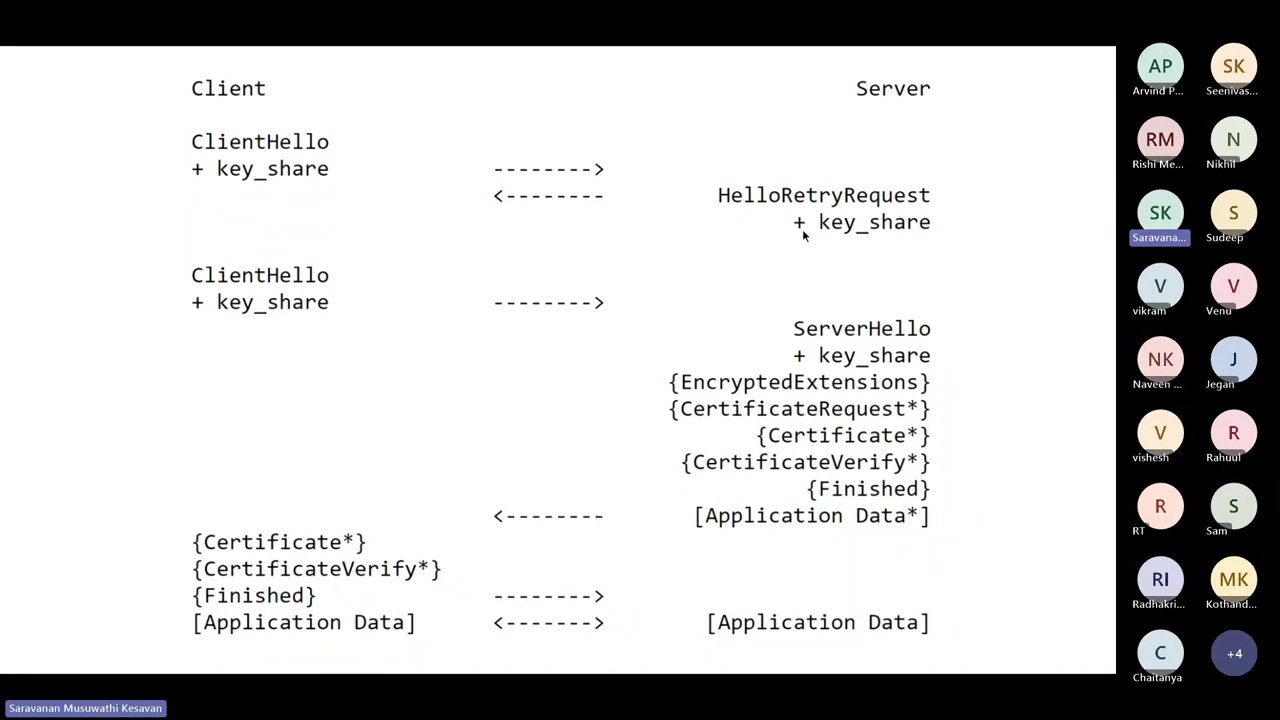 Client Server
ClientHello
+ key_share -------->
<-------- HelloRetryRequest
+ key_share
ClientHello
+ key_share -------->
ServerHello
+ key_share
{EncryptedExtensions}
{CertificateRequest*}
{Certificate*}
{CertificateVerify*}
{Finished}
<-------- [Application Data*]
{Certificate*}
{CertificateVerify*}
{Finished} -------->
[Application Data] <-------> [Application Data]
AP SK
Arvind P... Seenivas...
RM N
Rishi Me... Nikhil
SK S
Saravana... Sudeep
V V
vikram Venu
NK J
Naveen ... Jegan
V R
vishesh Rahuul
R S
RT Sam
RI MK
Radhakri... Kothand...
C +4
Chaitanya
Saravanan Musuwathi Kesavan